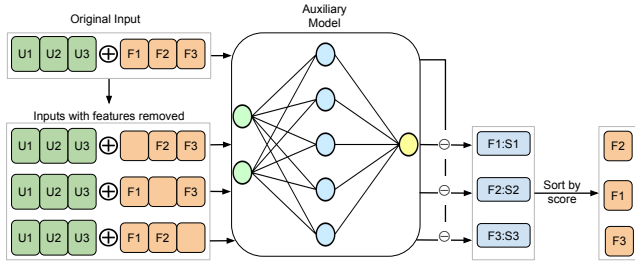 Original Input
Auxiliary
Model
U1 U2 U3 F1 F2 F3
Inputs with features removed
U1 U2 U3 F2 F3
U1 U2 U3 F1 F3
U1 U2 U3 F1 F2
F1:S1
F2:S2
F3:S3
Sort by
score
F2
F1
F3